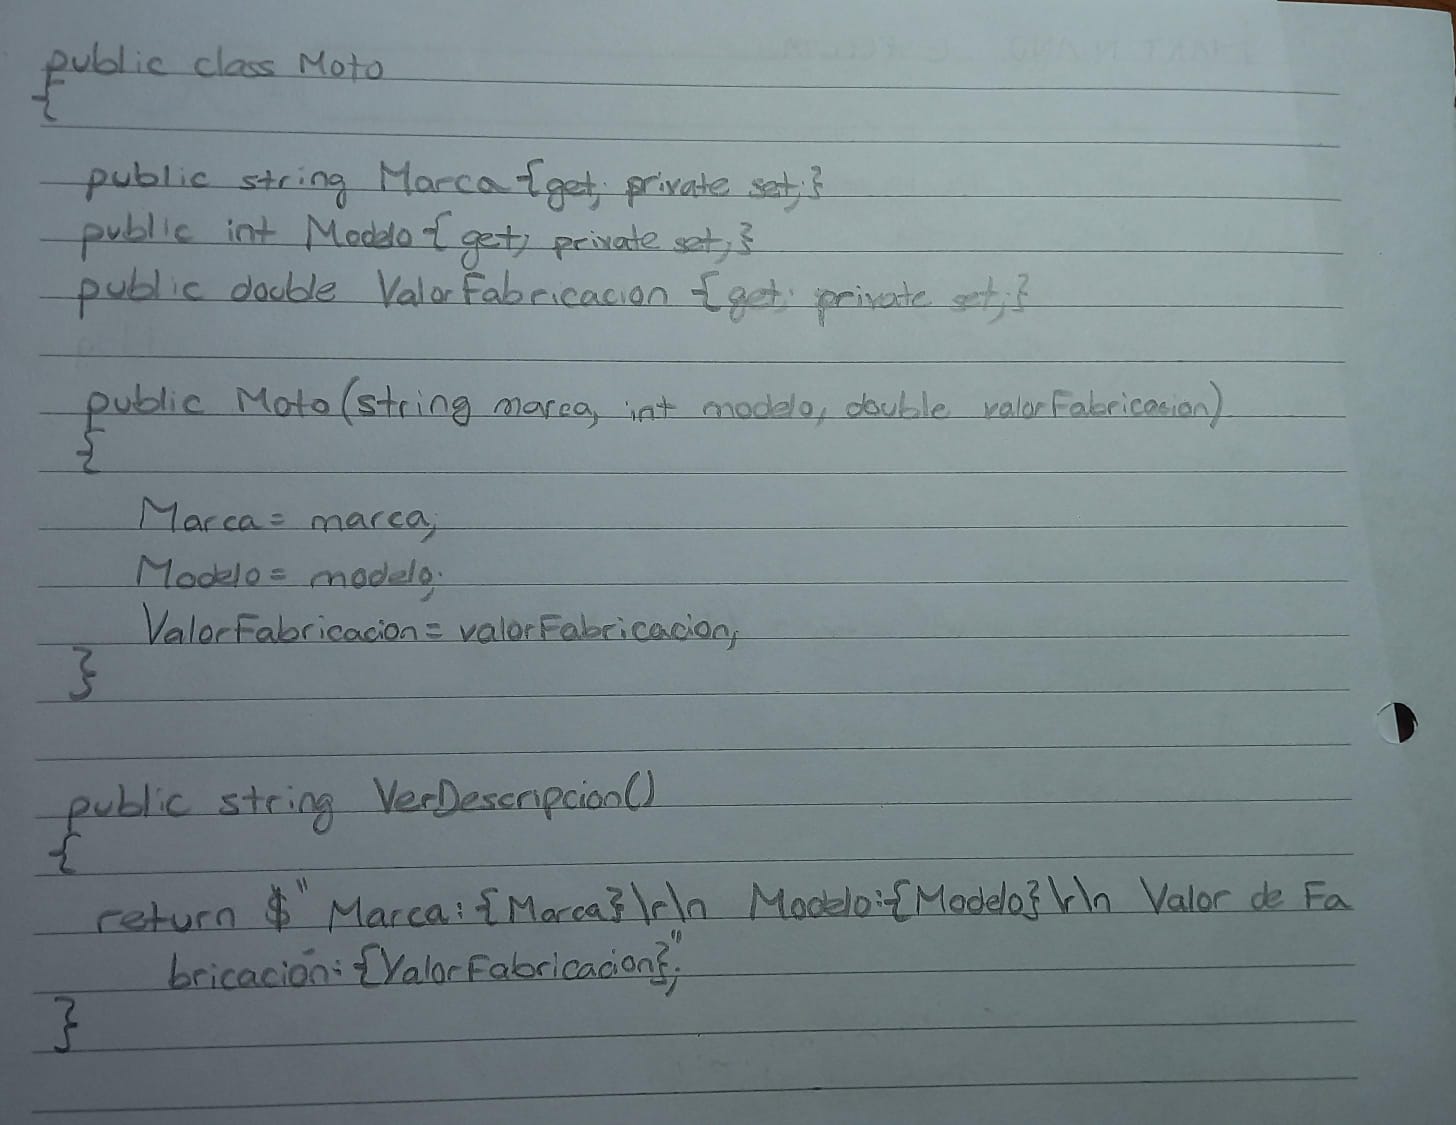 public class Moto
{
public string Marca {get; private set;}
public int Modelo {get; private set;}
public double ValorFabricacion {get; private set;}
public Moto(string marca, int modelo, double valorFabricacion)
{
Marca = marca;
Modelo = modelo;
ValorFabricacion = valorFabricacion;
}
public string VerDescripcion()
{
return $"Marca: {Marca}\r\n Modelo:{Modelo}\r\n Valor de Fa
bricación: {ValorFabricacion}";
}